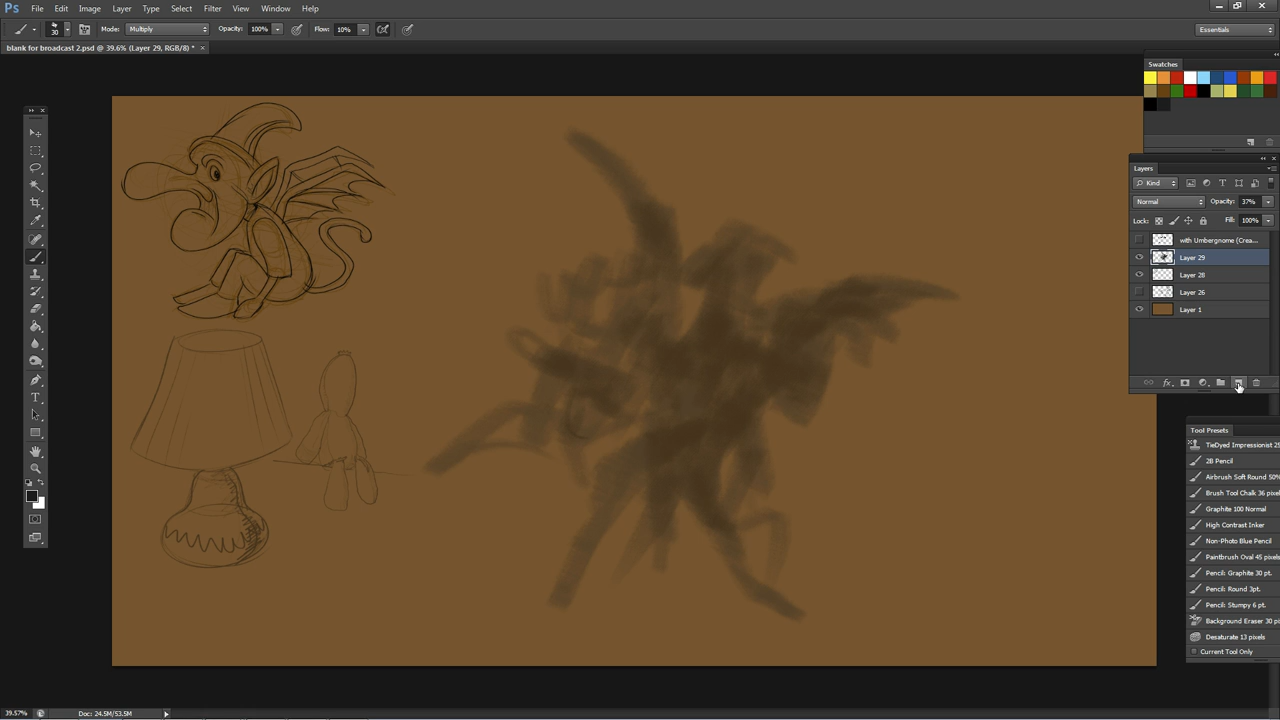 Ps File Edit Image Layer Type Select Filter View Window Help
30 Mode: Multiply Opacity: 100% Flow: 10% Essentials
blank for broadcast 2.psd @ 39.6% (Layer 29, RGB/8) * ×
Swatches
Layers
Kind
Normal Opacity: 37%
Lock: Fill: 100%
with Umbergnome (Crea...
Layer 29
Layer 28
Layer 26
Layer 1
fx
Tool Presets
TieDyed Impressionist
2B Pencil
Airbrush Soft Round 50%
Brush Tool Chalk 36 pixel
Graphite 100 Normal
High Contrast Inker
Non-Photo Blue Pencil
Paintbrush Oval 45 pixels
Pencil: Graphite 30 pt.
Pencil: Round 3pt.
Pencil: Stumpy 6 pt.
Background Eraser 30 pi
Desaturate 13 pixels
Current Tool Only
39.57% Doc: 24.5M/53.5M